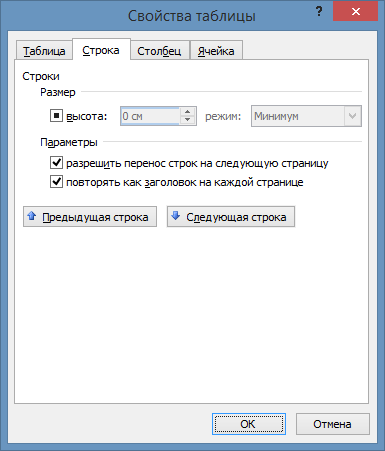 Свойства таблицы
?
Таблица Строка Столбец Ячейка
Строки
Размер
высота: 0 см режим: Минимум
Параметры
разрешить перенос строк на следующую страницу
повторять как заголовок на каждой странице
Предыдущая строка Следующая строка
ОК Отмена